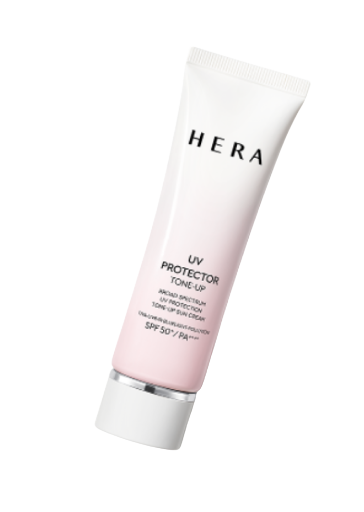 HERA
UV
PROTECTOR
TONE-UP
BROAD SPECTRUM
UV PROTECTION
TONE-UP SUN CREAM
SPF 50+/ PA++++